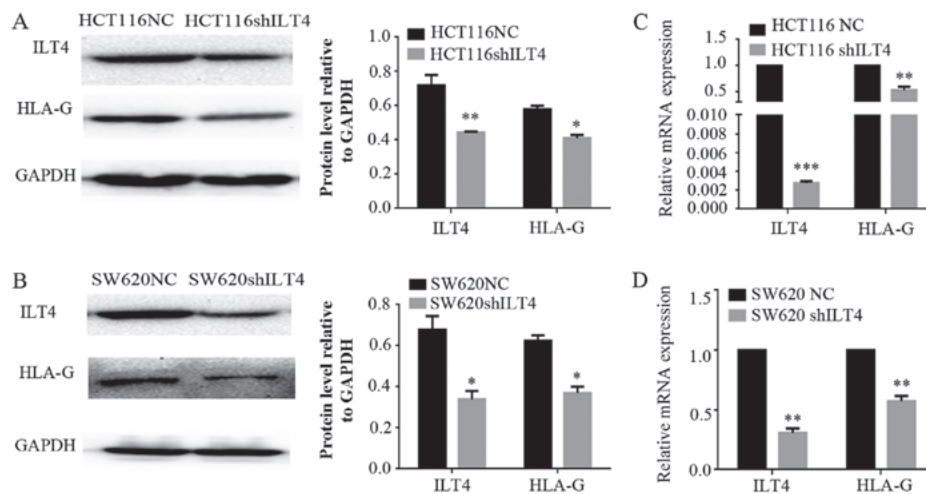 A
HCT116NC HCT116shILT4
ILT4
HLA-G
GAPDH
Protein level relative
to GAPDH
0.0
0.2
0.4
0.6
0.8
1.0
HCT116NC
HCT116shILT4
**
*
ILT4 HLA-G
C
Relative mRNA expression
1.0
0.5
0.010
0.008
0.006
0.004
0.002
0.000
HCT116 NC
HCT116 shILT4
***
**
ILT4 HLA-G
B
SW620NC SW620shILT4
ILT4
HLA-G
GAPDH
Protein level relative
to GAPDH
0.8
0.6
0.4
0.2
0.0
SW620NC
SW620shILT4
*
*
ILT4 HLA-G
D
Relative mRNA expression
1.5
1.0
0.5
0.0
SW620 NC
SW620 shILT4
**
**
ILT4 HLA-G